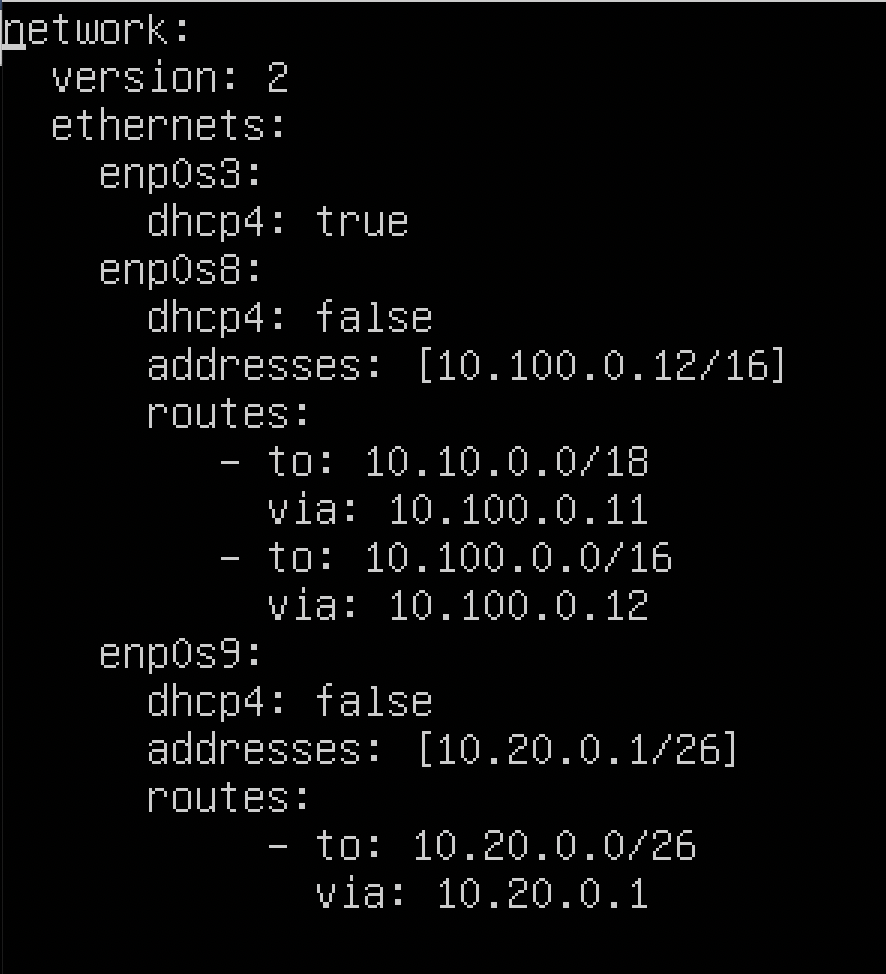 network:
  version: 2
  ethernets:
    enp0s3:
      dhcp4: true
    enp0s8:
      dhcp4: false
      addresses: [10.100.0.12/16]
      routes:
         - to: 10.10.0.0/18
           via: 10.100.0.11
         - to: 10.100.0.0/16
           via: 10.100.0.12
    enp0s9:
      dhcp4: false
      addresses: [10.20.0.1/26]
      routes:
           - to: 10.20.0.0/26
             via: 10.20.0.1